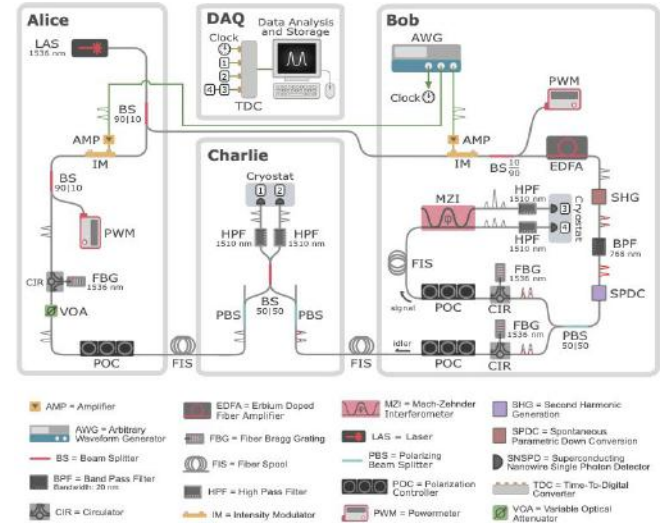 Alice
LAS
1536 nm
BS
90|10
AMP
IM
BS
90|10
PWM
CIR
FBG
1536 nm
VOA
POC
FIS
DAQ
Clock
1
2
4 3
TDC
Data Analysis
and Storage
Charlie
Cryostat
1 2
HPF
1510 nm
HPF
1510 nm
PBS
BS
50|50
PBS
FIS
Bob
AWG
Clock
PWM
AMP
IM
BS 10
90
EDFA
SHG
BPF
768 nm
SPDC
MZI
HPF
1510 nm
HPF
1510 nm
3
4
Cryostat
FIS
signal
POC
FBG
1536 nm
CIR
PBS
50|50
idler
POC
FBG
1536 nm
CIR
AMP = Amplifier
AWG = Arbitrary
Waveform Generator
BS = Beam Splitter
BPF = Band Pass Filter
Bandwidth: 20 nm
CIR = Circulator
EDFA = Erbium Doped
Fiber Amplifier
FBG = Fiber Bragg Grating
FIS = Fiber Spool
HPF = High Pass Filter
IM = Intensity Modulator
MZI = Mach-Zehnder
Interferometer
LAS = Laser
PBS = Polarizing
Beam Splitter
POC = Polarization
Controller
PWM = Powermeter
SHG = Second Harmonic
Generation
SPDC = Spontaneous
Parametric Down Conversion
SNSPD = Superconducting
Nanowire Single Photon Detector
TDC = Time-To-Digital
Converter
VOA = Variable Optical
Attenuator